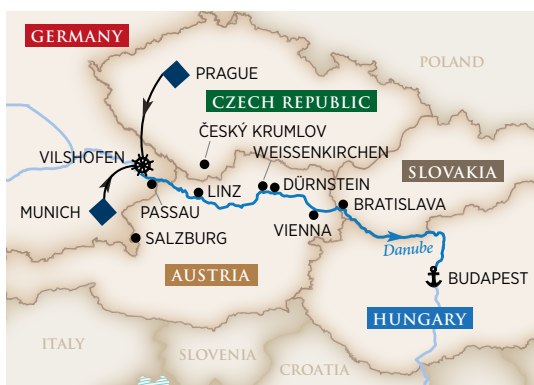 GERMANY
POLAND
PRAGUE
CZECH REPUBLIC
ČESKÝ KRUMLOV
VILSHOFEN
WEISSENKIRCHEN
SLOVAKIA
LINZ
DÜRNSTEIN
MUNICH
PASSAU
BRATISLAVA
VIENNA
SALZBURG
Danube
AUSTRIA
BUDAPEST
HUNGARY
ITALY
SLOVENIA
CROATIA